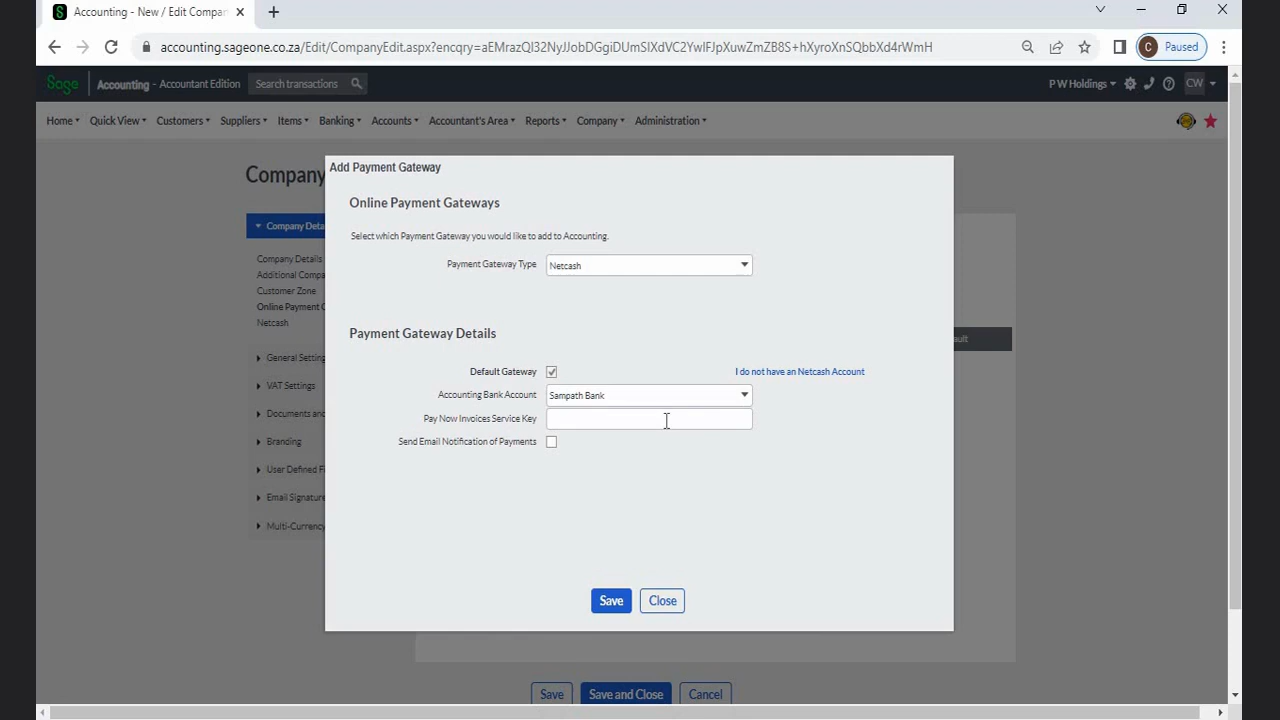 Accounting - New / Edit Compan
accounting.sageone.co.za/Edit/CompanyEdit.aspx?encqry=aEMrazQI32NyJJobDGgiDUmSIXdVC2YwIFJpXuwZmZB8S+hXyroXnSQbbXd4rWmH
C Paused
Sage Accounting - Accountant Edition Search transactions P W Holdings CW
Home Quick View Customers Suppliers Items Banking Accounts Accountant's Area Reports Company Administration
Company
Add Payment Gateway
Online Payment Gateways
Company Deta
Select which Payment Gateway you would like to add to Accounting.
Company Details
Payment Gateway Type Netcash
Additional Compa
Customer Zone
Online Payment G
Netcash
Payment Gateway Details
ault
General Setting
Default Gateway I do not have an Netcash Account
VAT Settings
Accounting Bank Account Sampath Bank
Documents and
Pay Now Invoices Service Key
Branding
Send Email Notification of Payments
User Defined Fi
Email Signature
Multi-Currency
Save Close
Save Save and Close Cancel